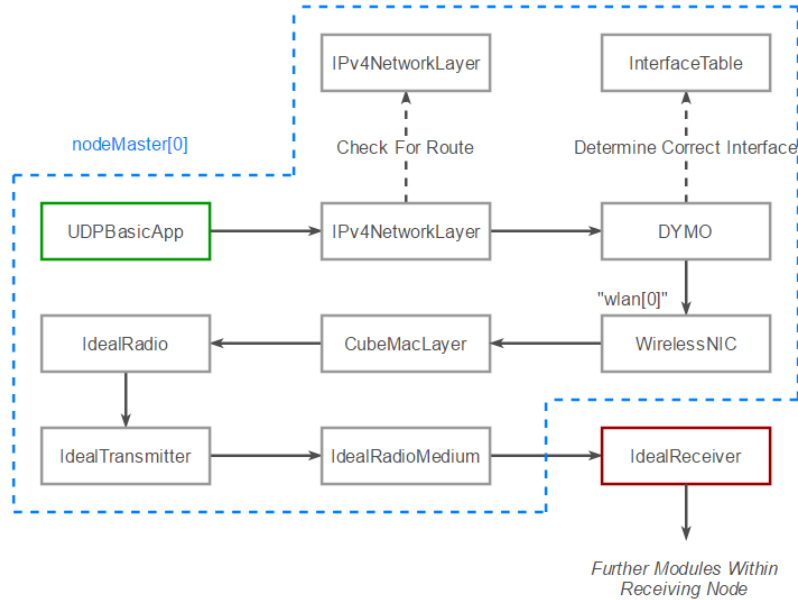 IPv4NetworkLayer
InterfaceTable
nodeMaster[0]
Check For Route
Determine Correct Interface
UDPBasicApp
IPv4NetworkLayer
DYMO
"wlan[0]"
IdealRadio
CubeMacLayer
WirelessNIC
IdealTransmitter
IdealRadioMedium
IdealReceiver
Further Modules Within
Receiving Node